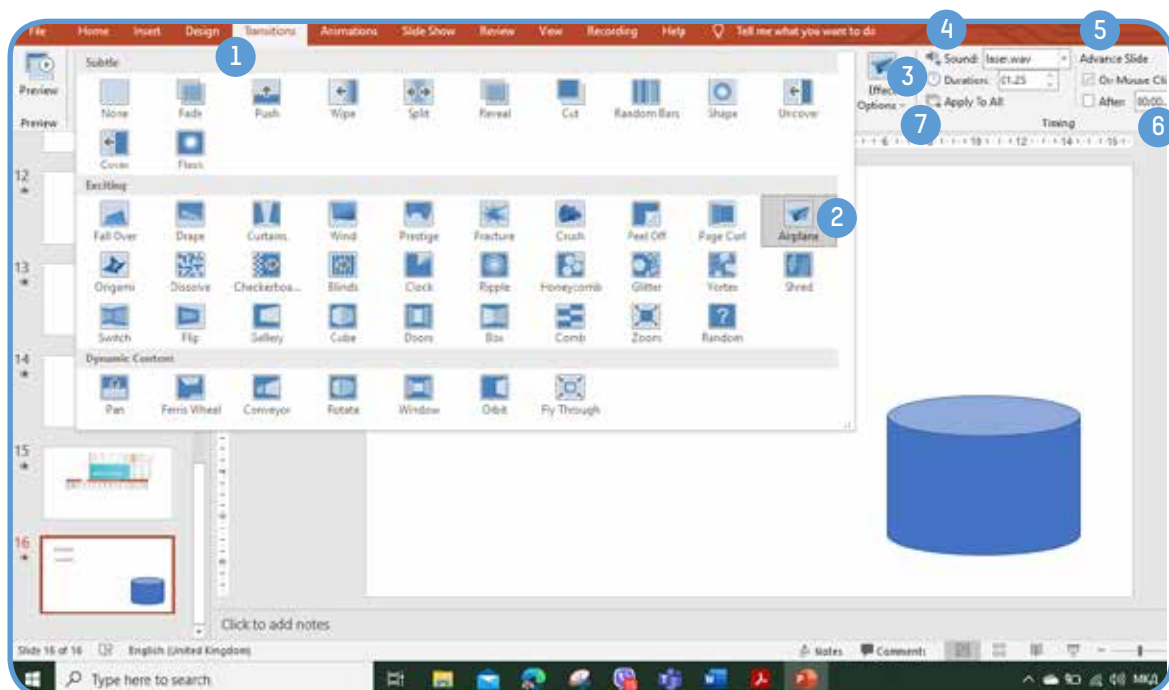 File Home Insert Design Transitions Animations Slide Show Review View Recording Help Tell me what you want to do
1 4 5
Preview
Preview
Subtle
None Fade Push Wipe Split Reveal Cut Random Bars Shape Uncover
Cover Flash
Exciting
Fall Over Drape Curtains Wind Prestige Fracture Crush Peel Off Page Curl Airplane
2
Origami Dissolve Checkerboa... Blinds Clock Ripple Honeycomb Glitter Vortex Shred
Switch Flip Gallery Cube Doors Box Comb Zoom Random
Dynamic Content
Pan Ferris Wheel Conveyor Rotate Window Orbit Fly Through
Effect
Options
3
Sound: laser.wav
Duration: 01.25
Apply To All
7
Advance Slide
On Mouse Clic
After: 00:00.
6
Timing
12
13
14
15
16
Click to add notes
Slide 16 of 16 English (United Kingdom) Notes Comments
Type here to search МКД